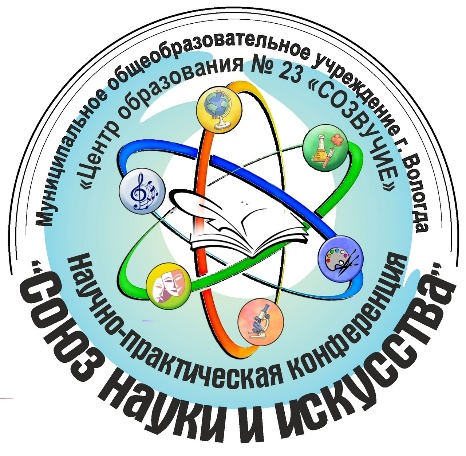 Муниципальное общеобразовательное учреждение г. Вологда
«Центр образования № 23 «СОЗВУЧИЕ»
научно-практическая конференция
"Союз науки и искусства"